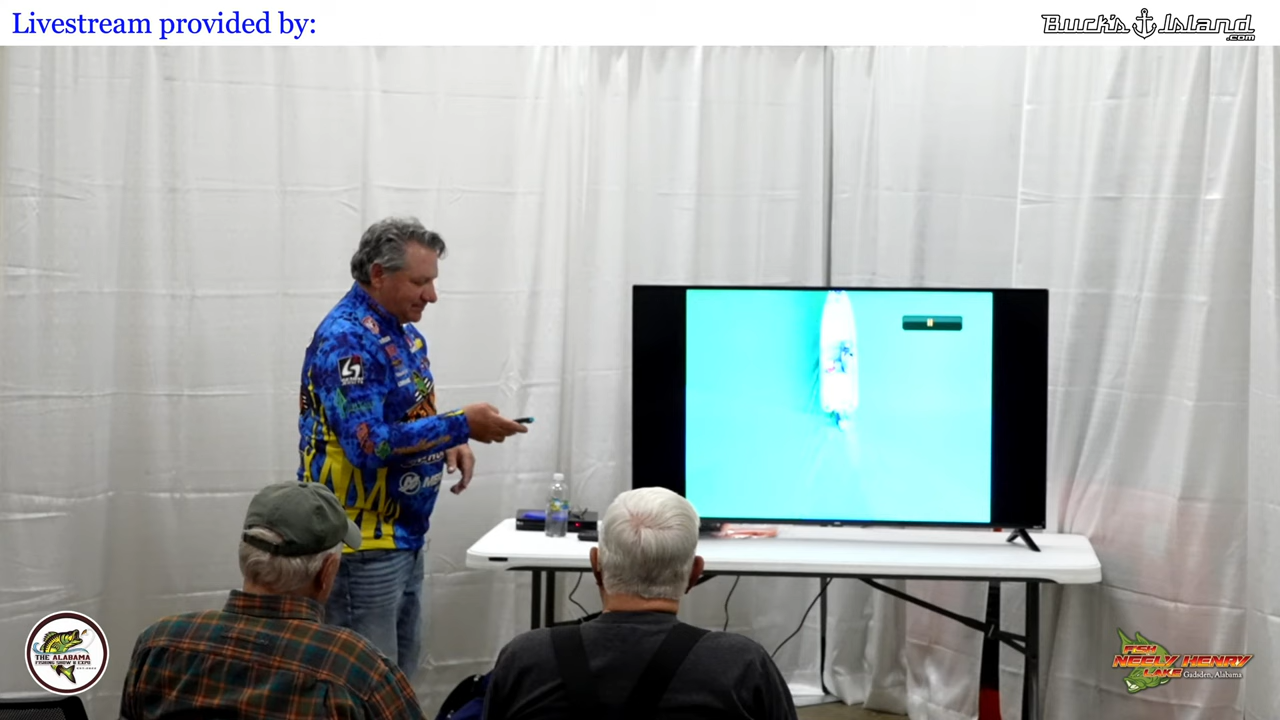 Livestream provided by:
Buck's Island
.com
THE ALABAMA
FISHING SHOW & EXPO
FISH
NEELY HENRY
LAKE Gadsden, Alabama